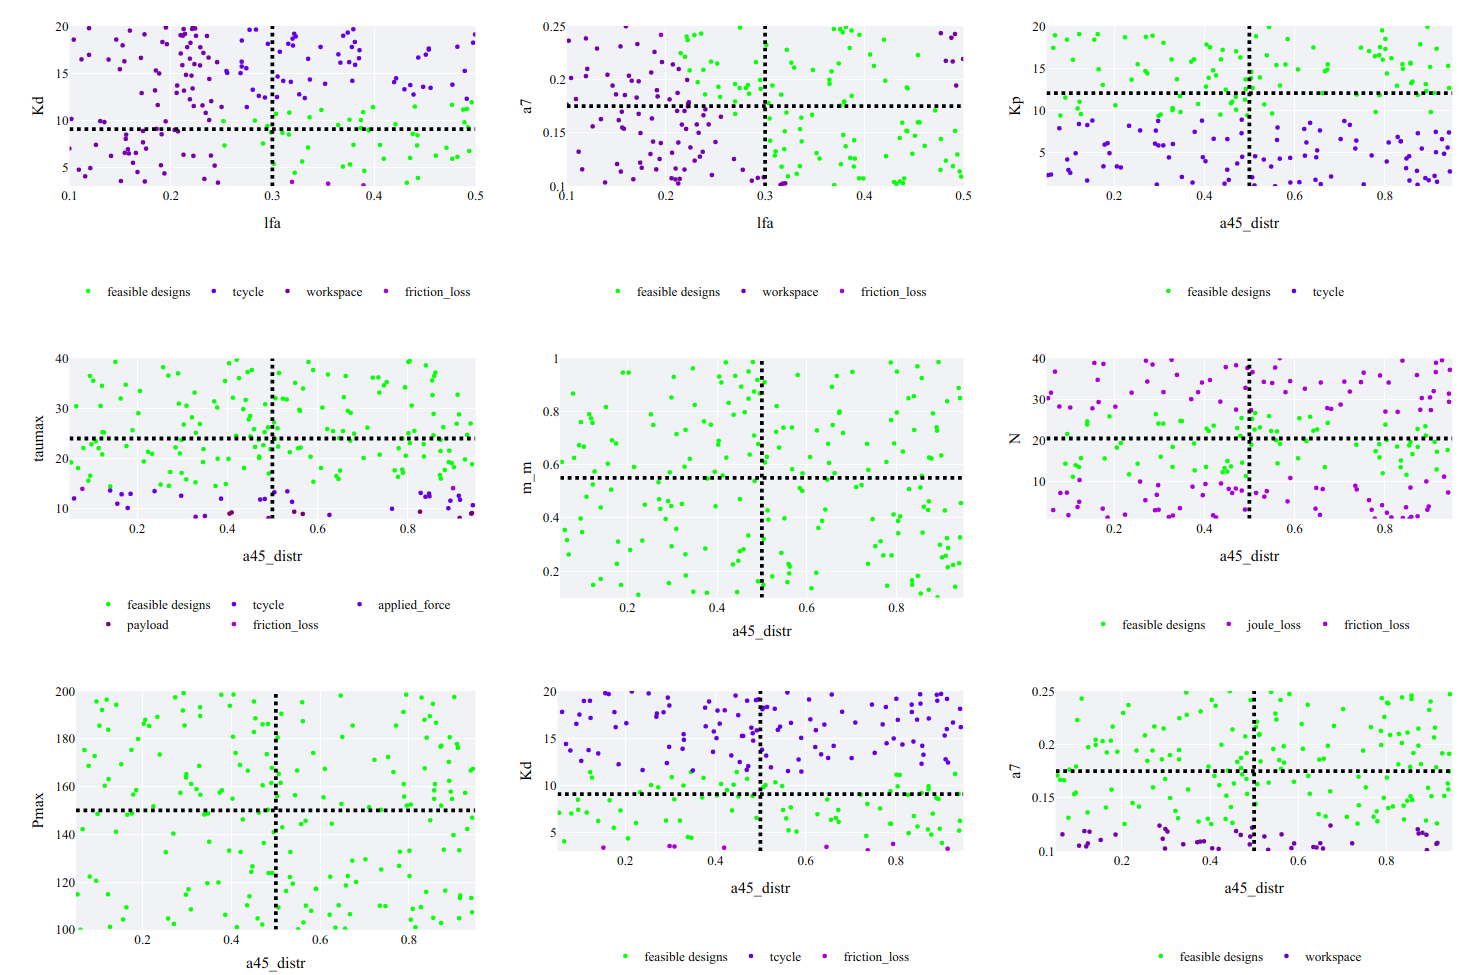 20
15
10
5
Kd
0.1 0.2 0.3 0.4 0.5
lfa
feasible designs tcycle workspace friction_loss
0.25
0.2
0.15
0.1
a7
0.1 0.2 0.3 0.4 0.5
lfa
feasible designs workspace friction_loss
20
15
10
5
Kp
0.2 0.4 0.6 0.8
a45_distr
feasible designs tcycle
40
30
20
10
taumax
0.2 0.4 0.6 0.8
a45_distr
feasible designs tcycle applied_force
payload friction_loss
1
0.8
0.6
0.4
0.2
m_m
0.2 0.4 0.6 0.8
a45_distr
40
30
20
10
N
0.2 0.4 0.6 0.8
a45_distr
feasible designs joule_loss friction_loss
200
180
160
140
120
100
Pmax
0.2 0.4 0.6 0.8
a45_distr
20
15
10
5
Kd
0.2 0.4 0.6 0.8
a45_distr
feasible designs tcycle friction_loss
0.25
0.2
0.15
0.1
a7
0.2 0.4 0.6 0.8
a45_distr
feasible designs workspace